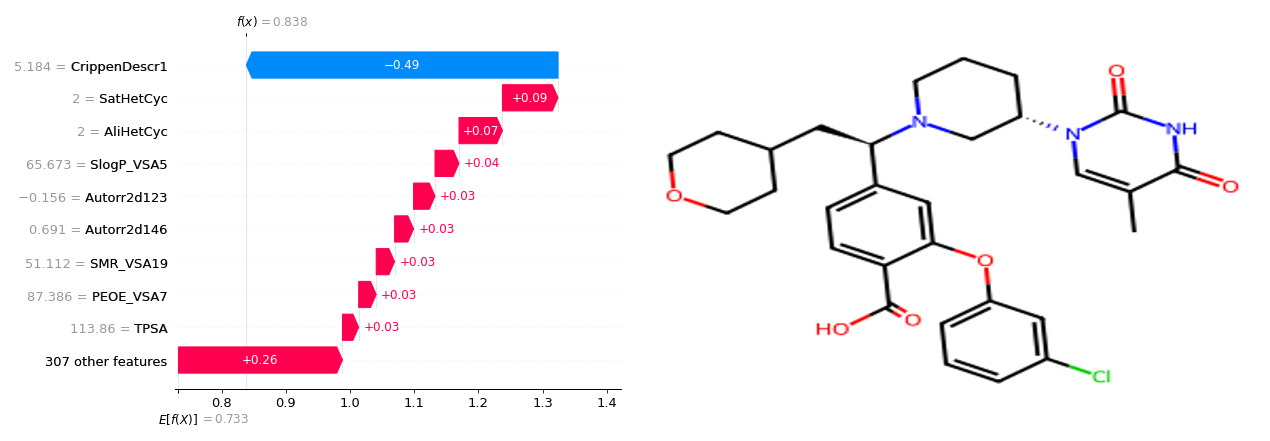 f(x) = 0.838
5.184 = CrippenDescr1
−0.49
2 = SatHetCyc
+0.09
2 = AliHetCyc
+0.07
65.673 = SlogP_VSA5
+0.04
−0.156 = Autorr2d123
+0.03
0.691 = Autorr2d146
+0.03
51.112 = SMR_VSA19
+0.03
87.386 = PEOE_VSA7
+0.03
113.86 = TPSA
+0.03
307 other features
+0.26
0.8 0.9 1.0 1.1 1.2 1.3 1.4
E[f(X)] = 0.733
O
N
N
NH
O
O
O
HO
O
Cl